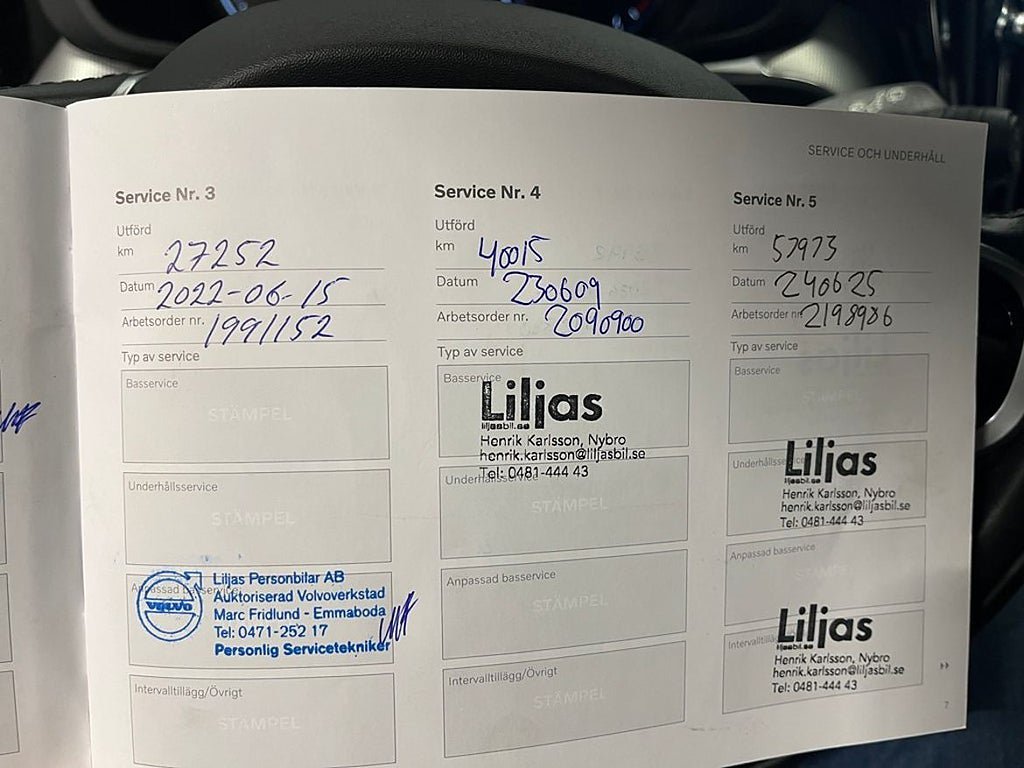 SERVICE OCH UNDERHÅLL
Service Nr. 3
Utförd
km 27252
Datum 2022-06-15
Arbetsorder nr. 1991152
Typ av service
Basservice
STÄMPEL
Underhållsservice
STÄMPEL
Anpassad basservice
VOLVO
Liljas Personbilar AB
Auktoriserad Volvoverkstad
Marc Fridlund - Emmaboda
Tel: 0471-252 17
Personlig Servicetekniker
Intervalltillägg/Övrigt
STÄMPEL
Service Nr. 4
Utförd
km 40015
Datum 230609
Arbetsorder nr. 2090900
Typ av service
Basservice
Liljas
liljasbil.se
Henrik Karlsson, Nybro
henrik.karlsson@liljasbil.se
Tel: 0481-444 43
Underhållsservice
STÄMPEL
Anpassad basservice
STÄMPEL
Intervalltillägg/Övrigt
STÄMPEL
Service Nr. 5
Utförd
km 57973
Datum 240625
Arbetsorder nr. 2198986
Typ av service
Basservice
STÄMPEL
Underhållsservice
Liljas
liljasbil.se
Henrik Karlsson, Nybro
henrik.karlsson@liljasbil.se
Tel: 0481-444 43
Anpassad basservice
STÄMPEL
Liljas
liljasbil.se
Henrik Karlsson, Nybro
henrik.karlsson@liljasbil.se
Tel: 0481-444 43
7